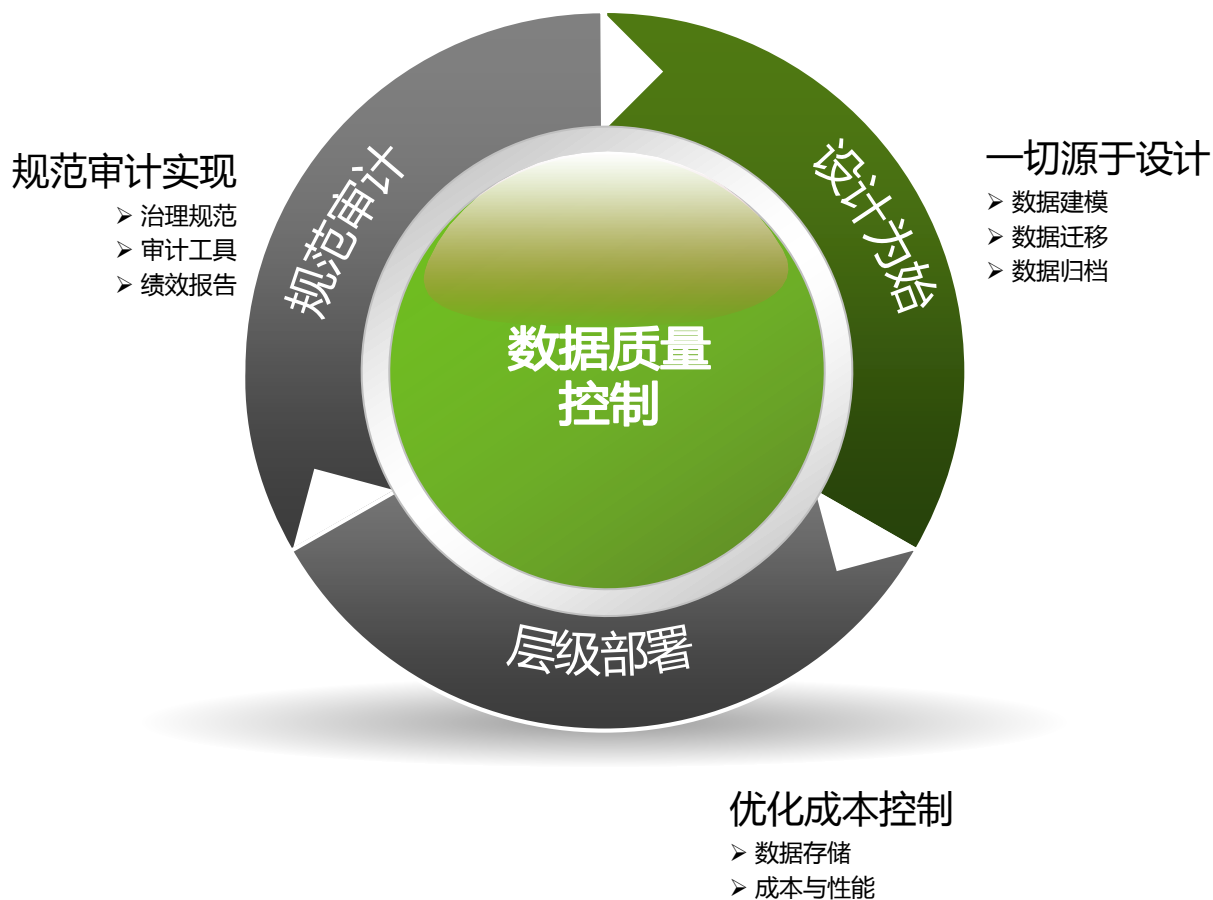 规范审计实现
治理规范
审计工具
绩效报告
规范审计
设计为始
一切源于设计
数据建模
数据迁移
数据归档
数据质量
控制
层级部署
优化成本控制
数据存储
成本与性能